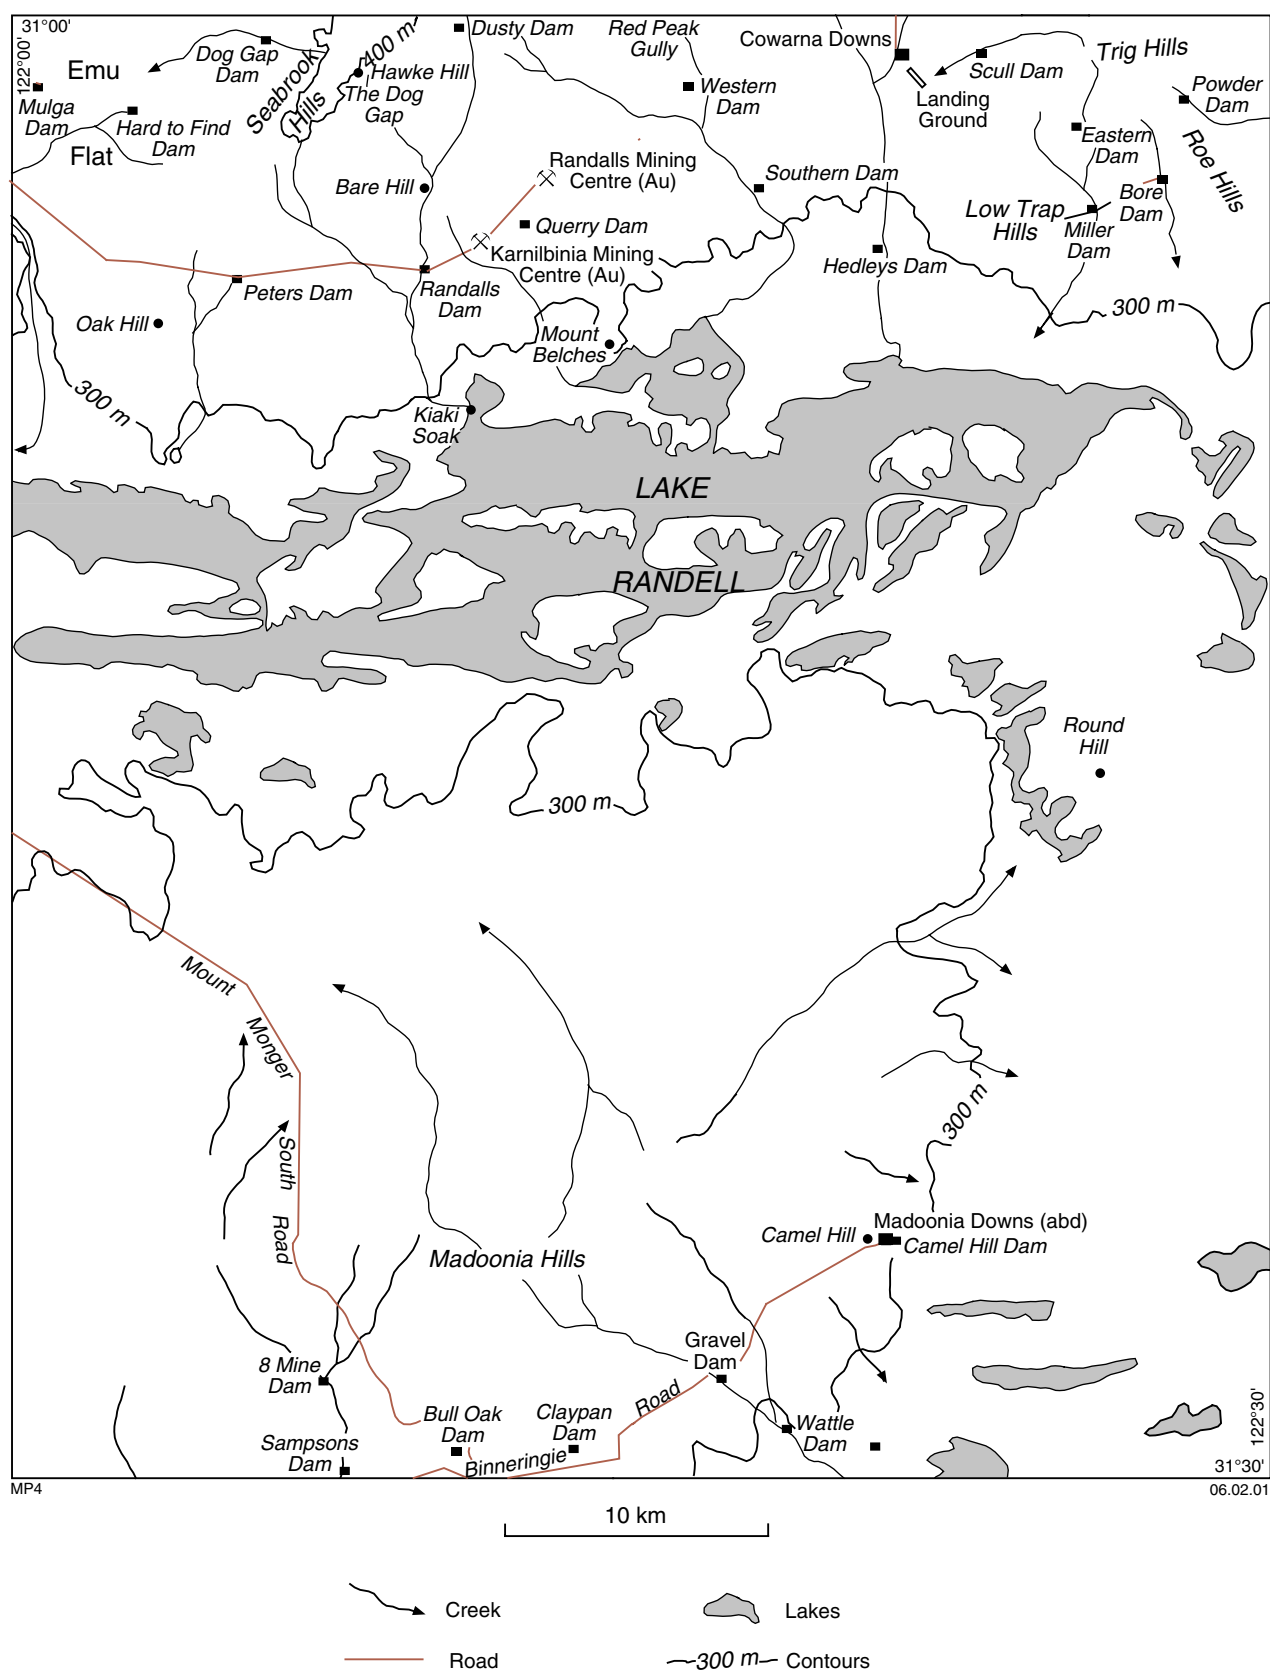 31°00'
122°00'
Emu
Flat
Mulga
Dam
Dog Gap
Dam
Hard to Find
Dam
Seabrook
Hills
400 m
Hawke Hill
The Dog
Gap
Dusty Dam
Red Peak
Gully
Western
Dam
Cowarna Downs
Landing
Ground
Scull Dam
Trig Hills
Powder
Dam
Eastern
Dam
Roe Hills
Bore
Dam
Low Trap
Hills
Miller
Dam
Bare Hill
Randalls Mining
Centre (Au)
Southern Dam
Querry Dam
Karnilbinia Mining
Centre (Au)
Hedleys Dam
Peters Dam
Randalls
Dam
Oak Hill
Mount
Belches
300 m
300 m
Kiaki
Soak
LAKE
RANDELL
Round
Hill
300 m
Mount
Monger
South
Road
300 m
Madoonia Hills
Camel Hill
Madoonia Downs (abd)
Camel Hill Dam
Gravel
Dam
8 Mine
Dam
Sampsons
Dam
Bull Oak
Dam
Claypan
Dam
Binneringie
Road
Wattle
Dam
122°30'
31°30'
MP4
06.02.01
10 km
Creek
Lakes
Road
300 m
Contours